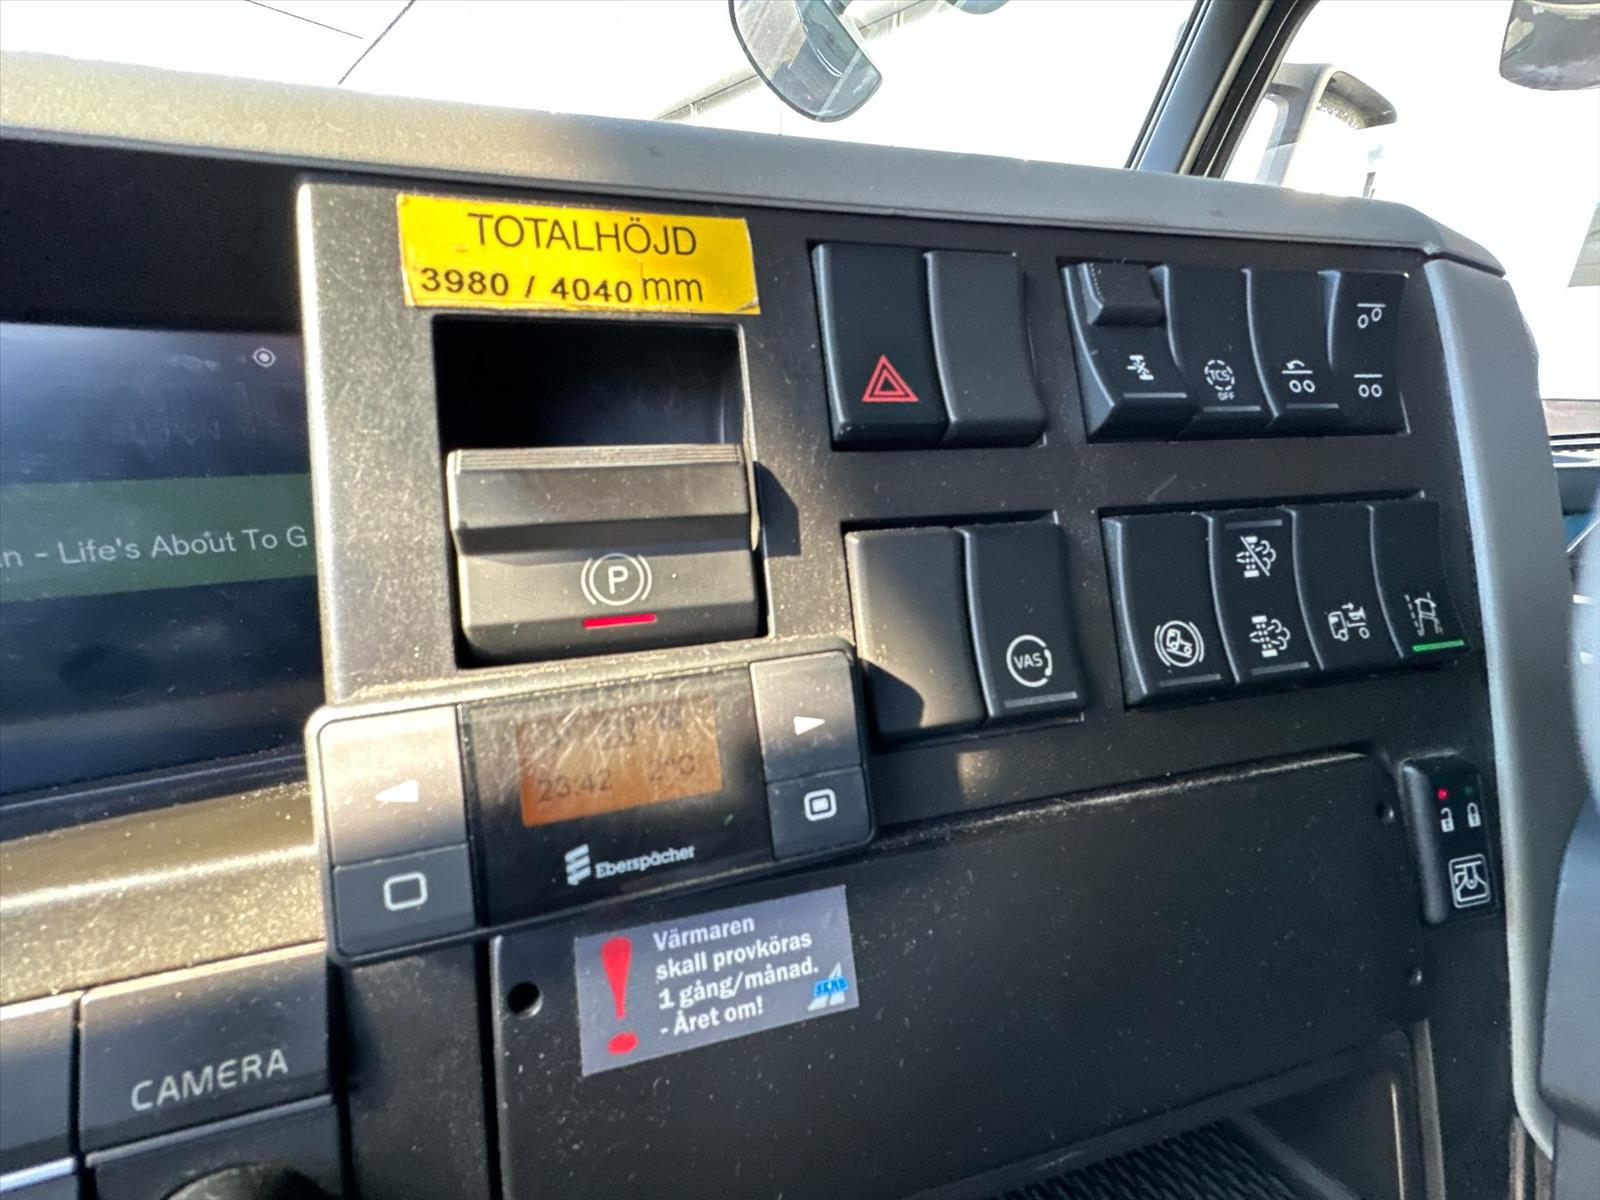 TOTALHÖJD
3980 / 4040 mm
n - Life's About To G
P
TCS
OFF
VAS
23:42 2°C
Eberspächer
Värmaren
skall provköras
1 gång/månad.
- Året om!
SKAB
CAMERA